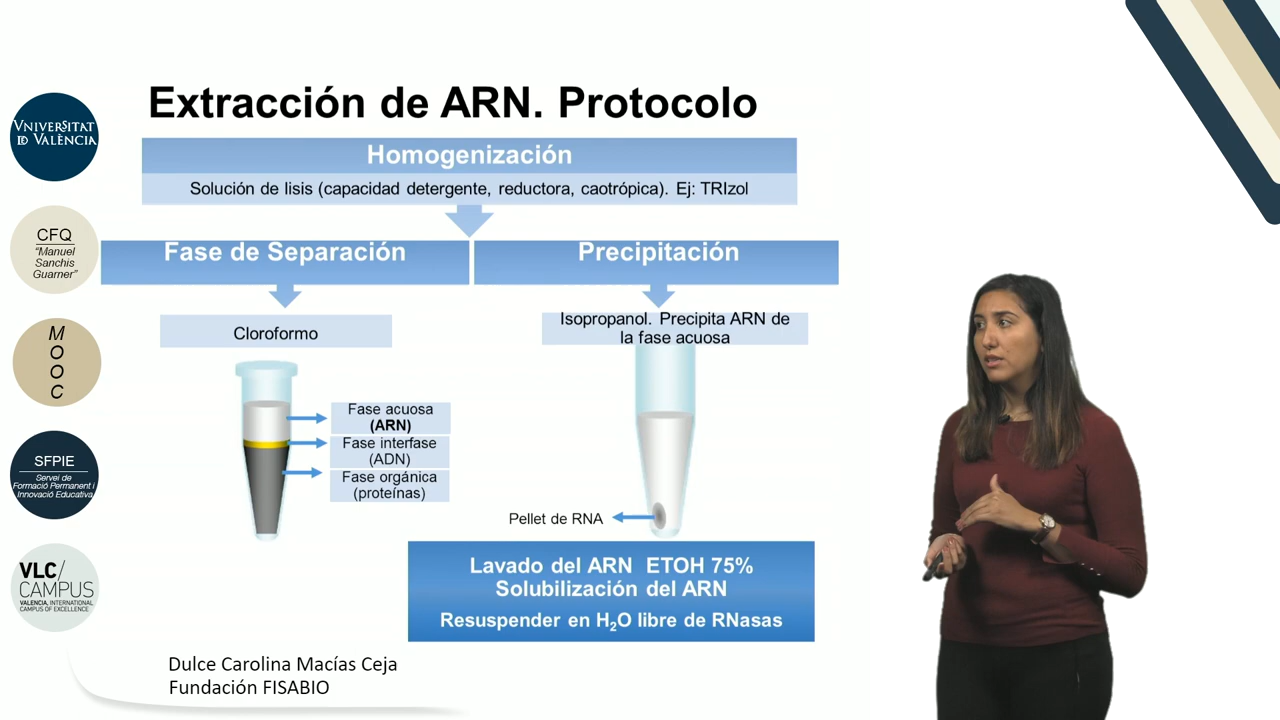 Extracción de ARN. Protocolo
Homogenización
Solución de lisis (capacidad detergente, reductora, caotrópica). Ej: TRIzol
Fase de Separación
Precipitación
Cloroformo
Isopropanol. Precipita ARN de
la fase acuosa
Fase acuosa
(ARN)
Fase interfase
(ADN)
Fase orgánica
(proteínas)
Pellet de RNA
Lavado del ARN ETOH 75%
Solubilización del ARN
Resuspender en H₂O libre de RNasas
Dulce Carolina Macías Ceja
Fundación FISABIO
VNIVERSITAT
ID VALÈNCIA
CFQ
“Manuel
Sanchis
Guarner”
M
O
O
C
SFPIE
Servei de
Formació Permanent i
Innovació Educativa
VLC/
CAMPUS
VALENCIA, INTERNATIONAL
CAMPUS OF EXCELLENCE